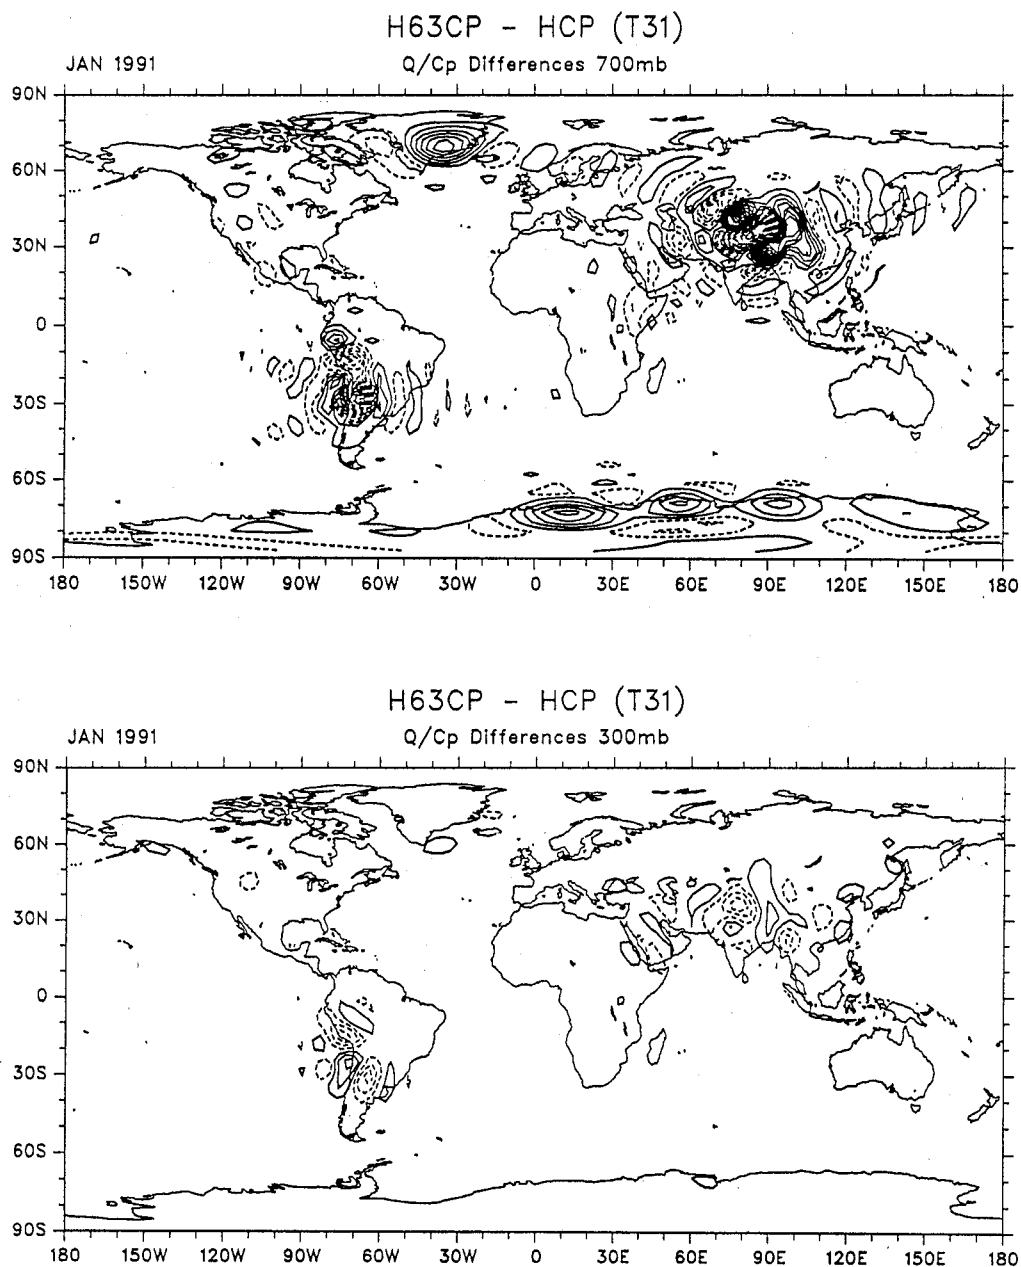 H63CP – HCP (T31)
JAN 1991 Q/Cp Differences 700mb
90N
60N
30N
0
30S
60S
90S
180 150W 120W 90W 60W 30W 0 30E 60E 90E 120E 150E 180
H63CP – HCP (T31)
JAN 1991 Q/Cp Differences 300mb
90N
60N
30N
0
30S
60S
90S
180 150W 120W 90W 60W 30W 0 30E 60E 90E 120E 150E 180